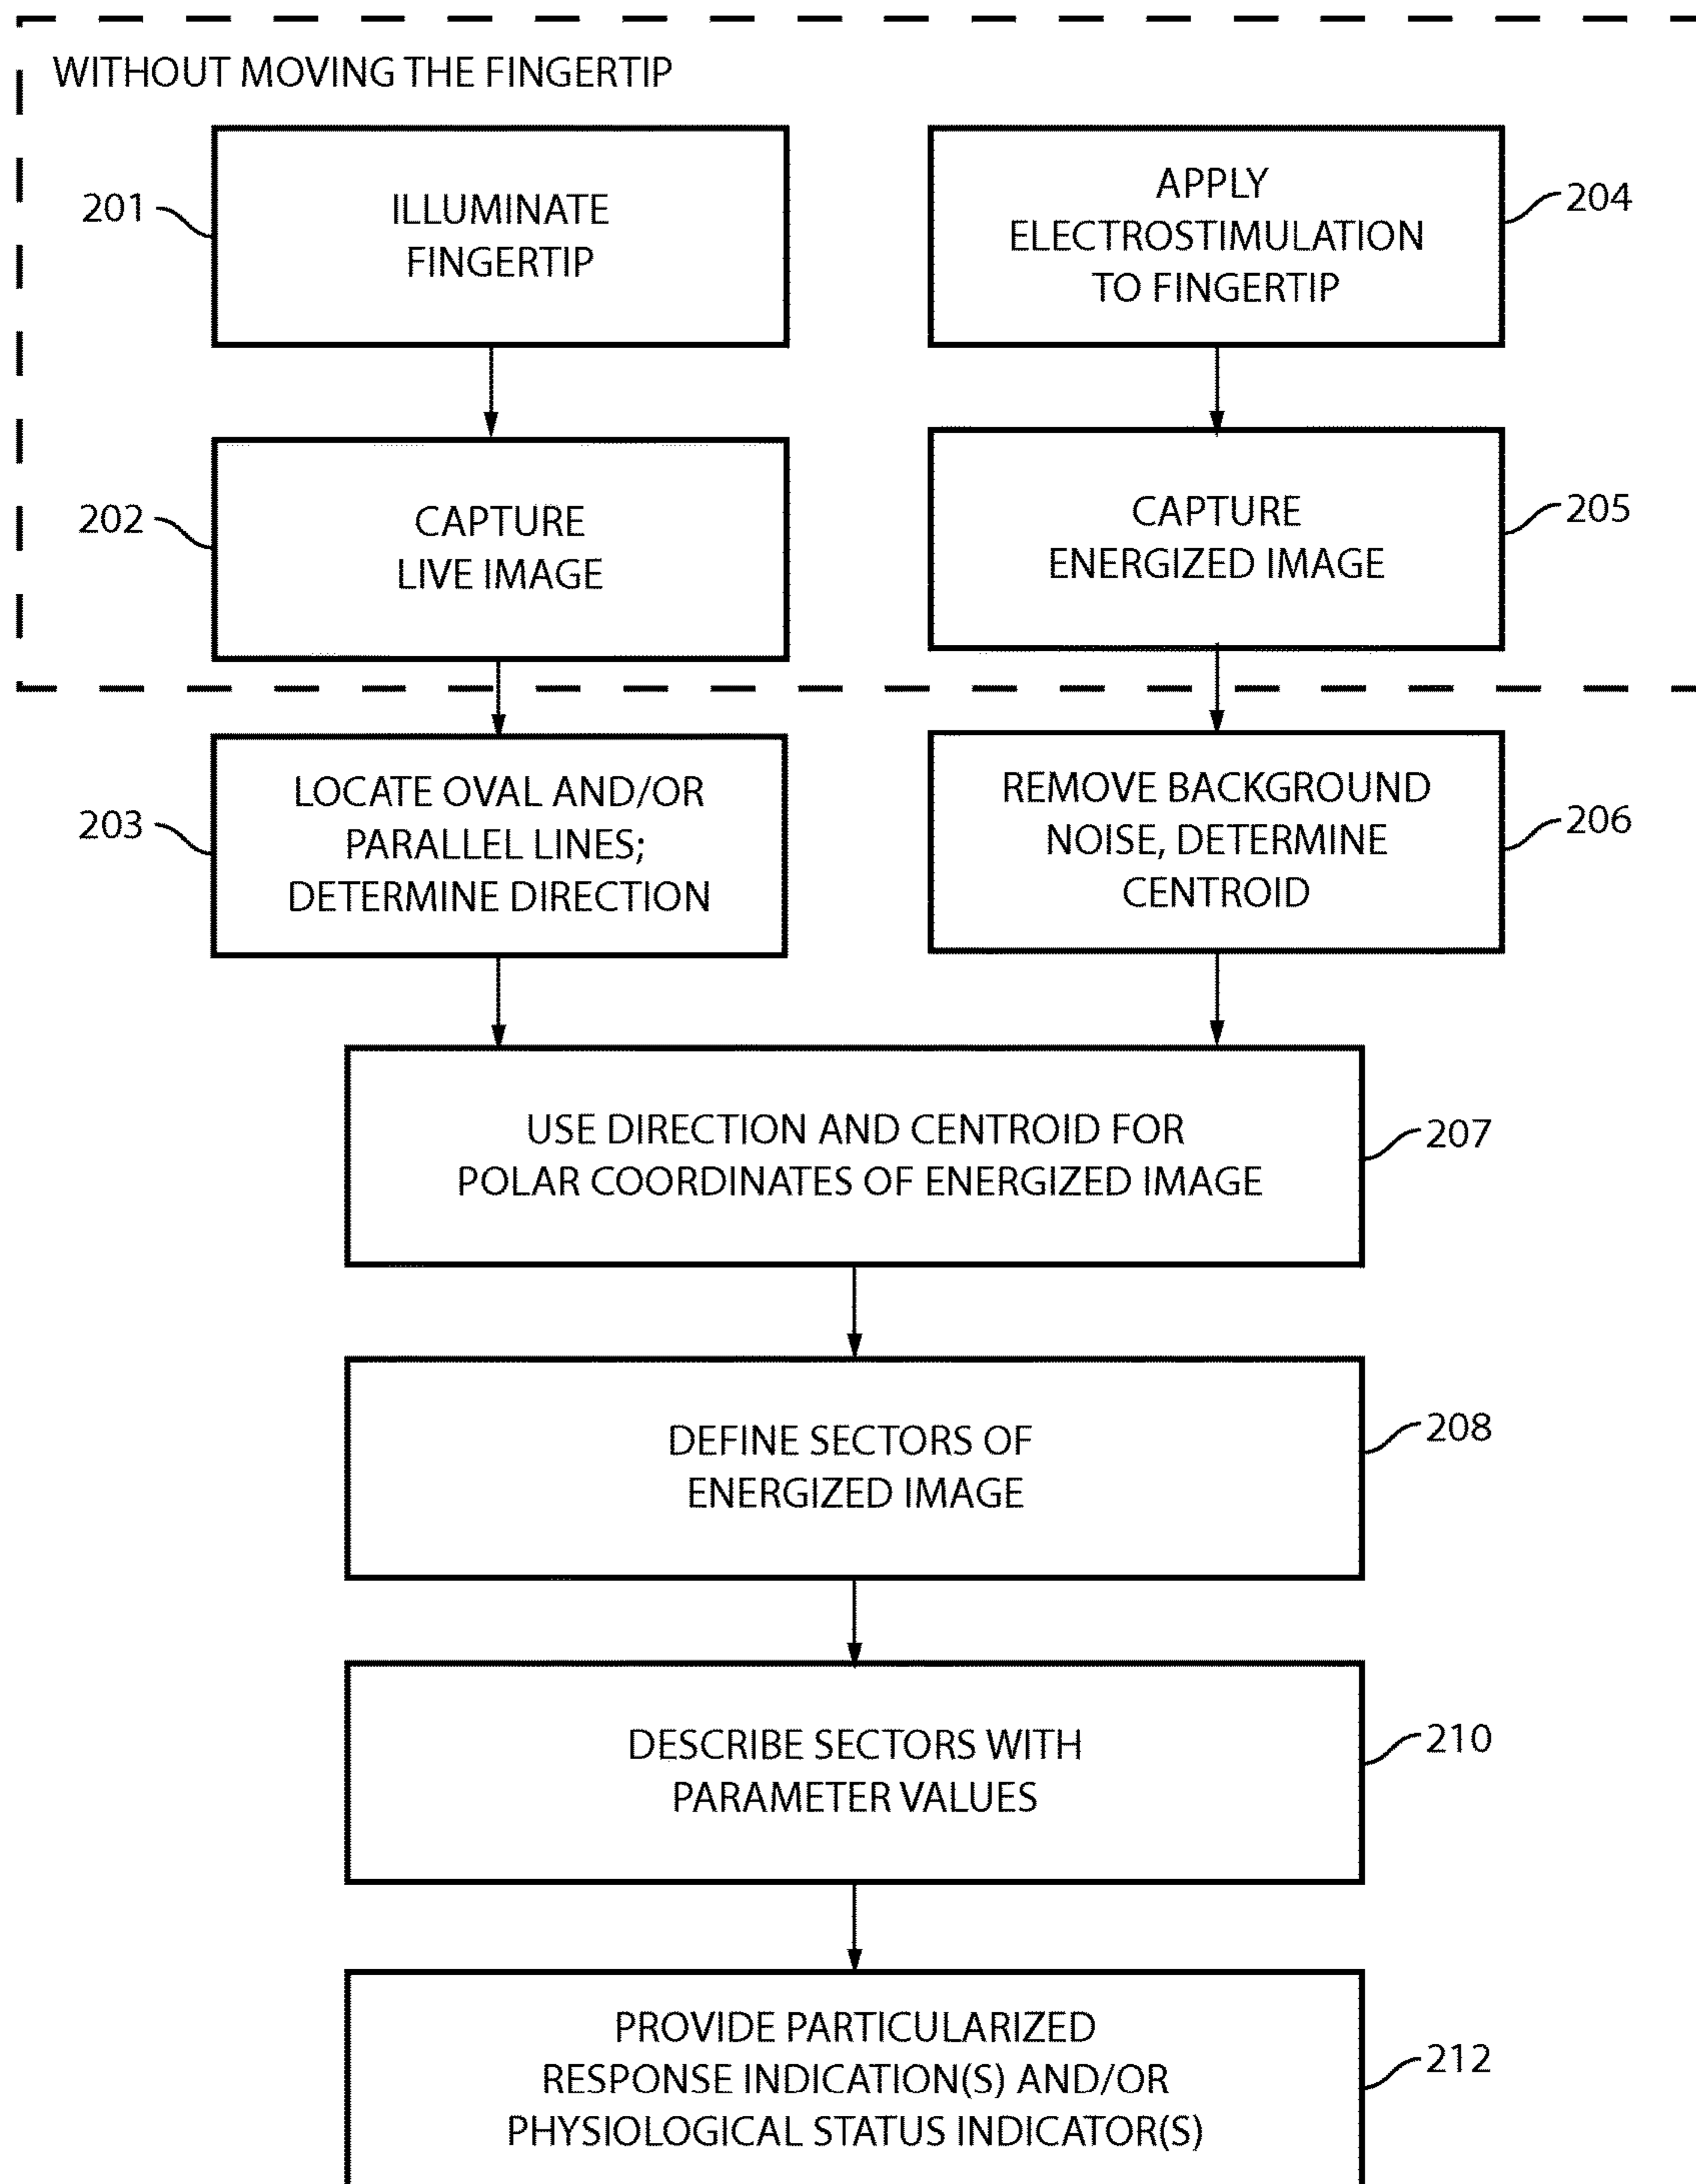 WITHOUT MOVING THE FINGERTIP
201
ILLUMINATE
FINGERTIP
APPLY
ELECTROSTIMULATION
TO FINGERTIP
204
202
CAPTURE
LIVE IMAGE
CAPTURE
ENERGIZED IMAGE
205
203
LOCATE OVAL AND/OR
PARALLEL LINES;
DETERMINE DIRECTION
REMOVE BACKGROUND
NOISE, DETERMINE
CENTROID
206
USE DIRECTION AND CENTROID FOR
POLAR COORDINATES OF ENERGIZED IMAGE
207
DEFINE SECTORS OF
ENERGIZED IMAGE
208
DESCRIBE SECTORS WITH
PARAMETER VALUES
210
PROVIDE PARTICULARIZED
RESPONSE INDICATION(S) AND/OR
PHYSIOLOGICAL STATUS INDICATOR(S)
212